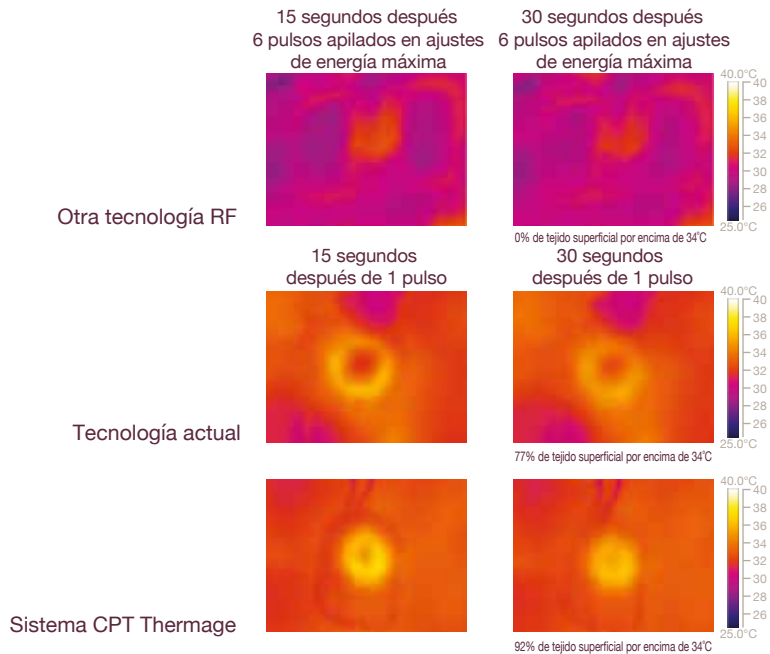 15 segundos después
6 pulsos apilados en ajustes
de energía máxima
30 segundos después
6 pulsos apilados en ajustes
de energía máxima
40.0°C
40
38
36
34
32
30
28
26
25.0°C
Otra tecnología RF
0% de tejido superficial por encima de 34°C
15 segundos
después de 1 pulso
30 segundos
después de 1 pulso
40.0°C
40
38
36
34
32
30
28
26
25.0°C
Tecnología actual
77% de tejido superficial por encima de 34°C
40.0°C
40
38
36
34
32
30
28
26
25.0°C
Sistema CPT Thermage
92% de tejido superficial por encima de 34°C